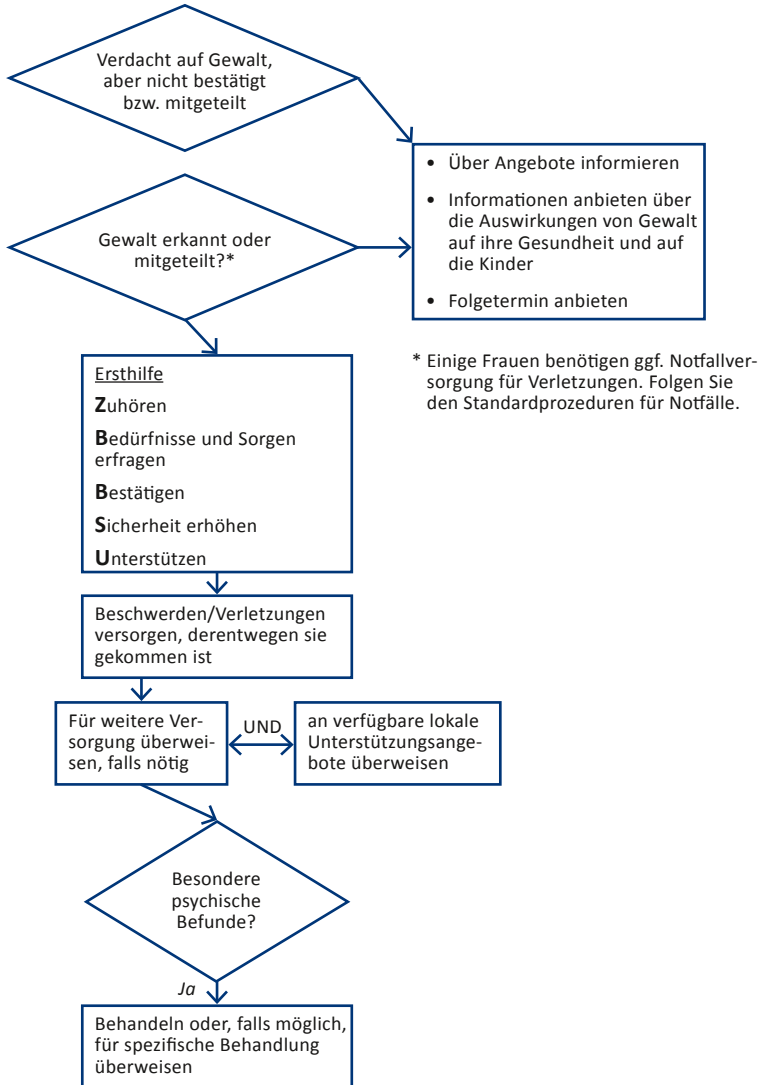 Verdacht auf Gewalt,
aber nicht bestätigt
bzw. mitgeteilt
• Über Angebote informieren
• Informationen anbieten über
die Auswirkungen von Gewalt
auf ihre Gesundheit und auf
die Kinder
• Folgetermin anbieten
Gewalt erkannt oder
mitgeteilt?*
* Einige Frauen benötigen ggf. Notfallver-
sorgung für Verletzungen. Folgen Sie
den Standardprozeduren für Notfälle.
Ersthilfe
Zuhören
Bedürfnisse und Sorgen
erfragen
Bestätigen
Sicherheit erhöhen
Unterstützen
Beschwerden/Verletzungen
versorgen, derentwegen sie
gekommen ist
Für weitere Ver-
sorgung überwei-
sen, falls nötig
UND
an verfügbare lokale
Unterstützungsange-
bote überweisen
Besondere
psychische
Befunde?
Ja
Behandeln oder, falls möglich,
für spezifische Behandlung
überweisen